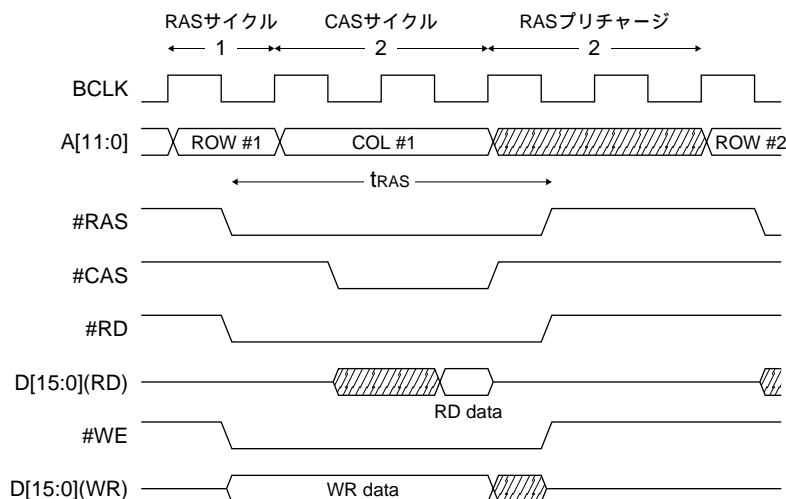 RASサイクル CASサイクル RASプリチャージ
1 2 2
BCLK
A[11:0] ROW #1 COL #1 ROW #2
tRAS
#RAS
#CAS
#RD
D[15:0](RD)
RD data
#WE
D[15:0](WR) WR data